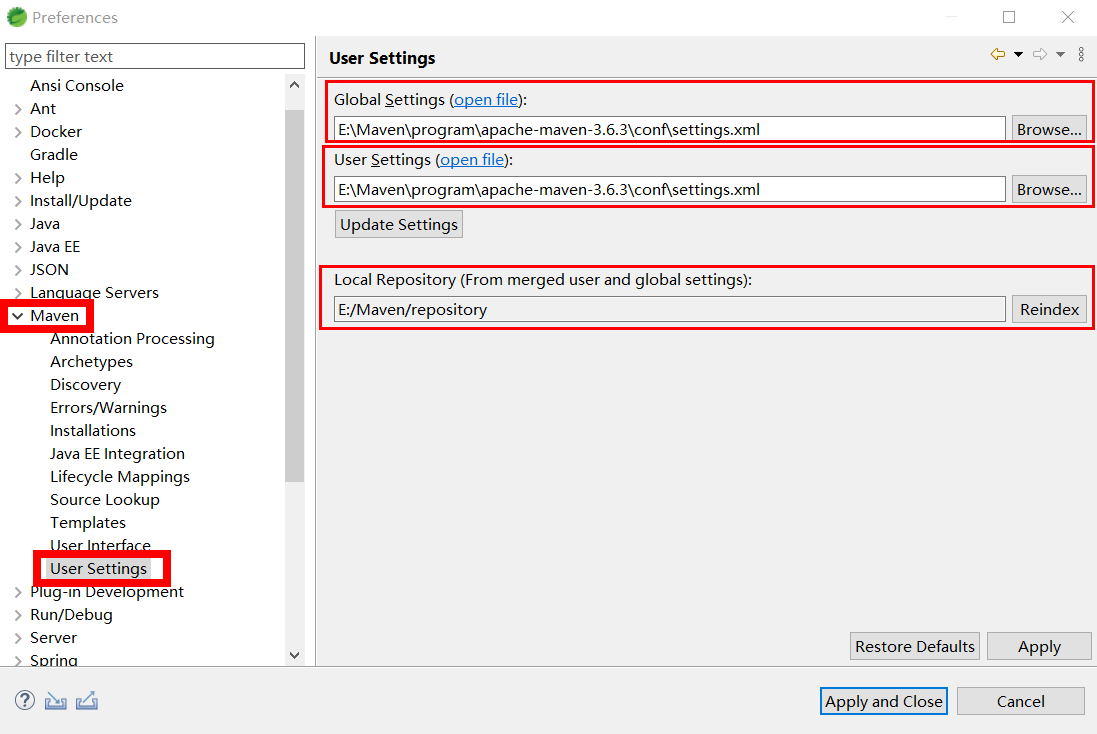 Preferences
type filter text
Ansi Console
Ant
Docker
Gradle
Help
Install/Update
Java
Java EE
JSON
Language Servers
Maven
Annotation Processing
Archetypes
Discovery
Errors/Warnings
Installations
Java EE Integration
Lifecycle Mappings
Source Lookup
Templates
User Interface
User Settings
Plug-in Development
Run/Debug
Server
Spring
User Settings
Global Settings (open file):
E:\Maven\program\apache-maven-3.6.3\conf\settings.xml Browse...
User Settings (open file):
E:\Maven\program\apache-maven-3.6.3\conf\settings.xml Browse...
Update Settings
Local Repository (From merged user and global settings):
E:/Maven/repository Reindex
Restore Defaults Apply
Apply and Close Cancel